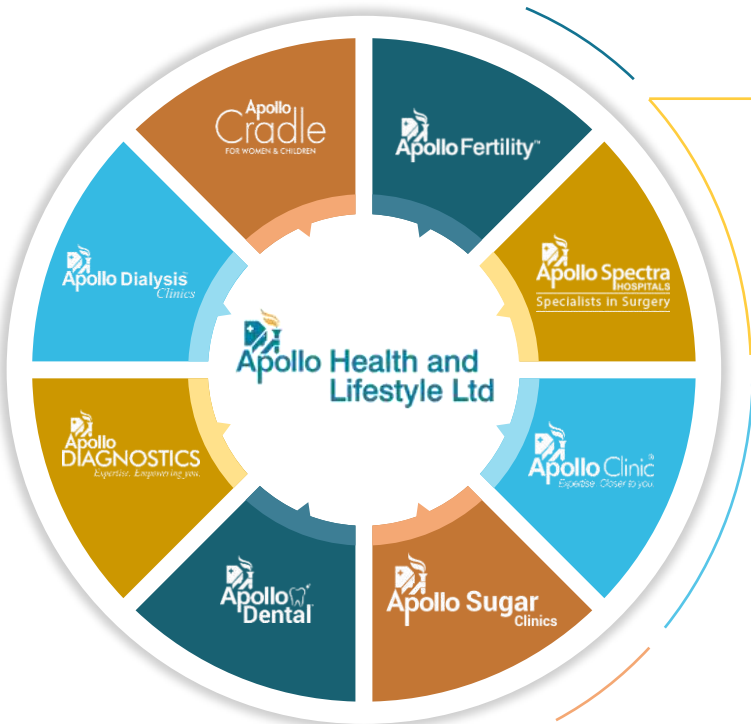 Apollo
Cradle
FOR WOMEN & CHILDREN
Apollo Fertility™
Apollo Spectra
HOSPITALS
Specialists in Surgery
Apollo Clinic®
Expertise. Closer to you.
Apollo Sugar
Clinics
Apollo
Dental
Apollo
DIAGNOSTICS
Expertise. Empowering you.
Apollo Dialysis
Clinics
Apollo Health and
Lifestyle Ltd